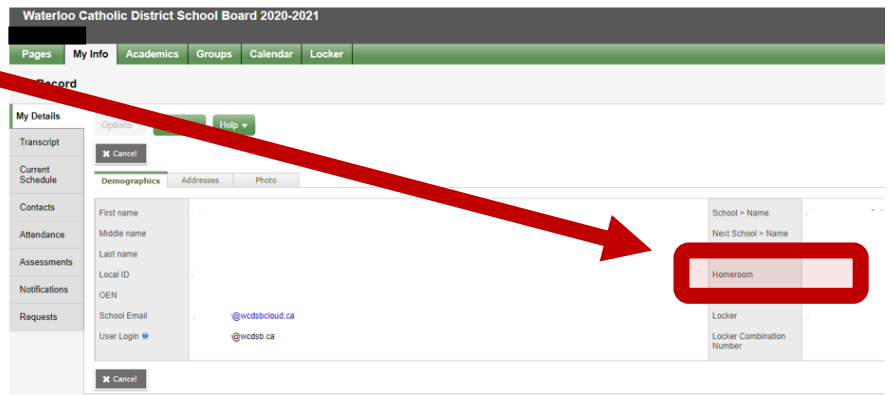 Waterloo Catholic District School Board 2020-2021
Pages My Info Academics Groups Calendar Locker
Record
My Details
Options Help
Transcript
Cancel
Current Schedule
Demographics Addresses Photo
Contacts
First name
School > Name
Attendance
Middle name
Next School > Name
Last name
Assessments
Local ID
Homeroom
Notifications
OEN
Requests
School Email @wcdsbcloud.ca
Locker
User Login @wcdsb.ca
Locker Combination Number
Cancel